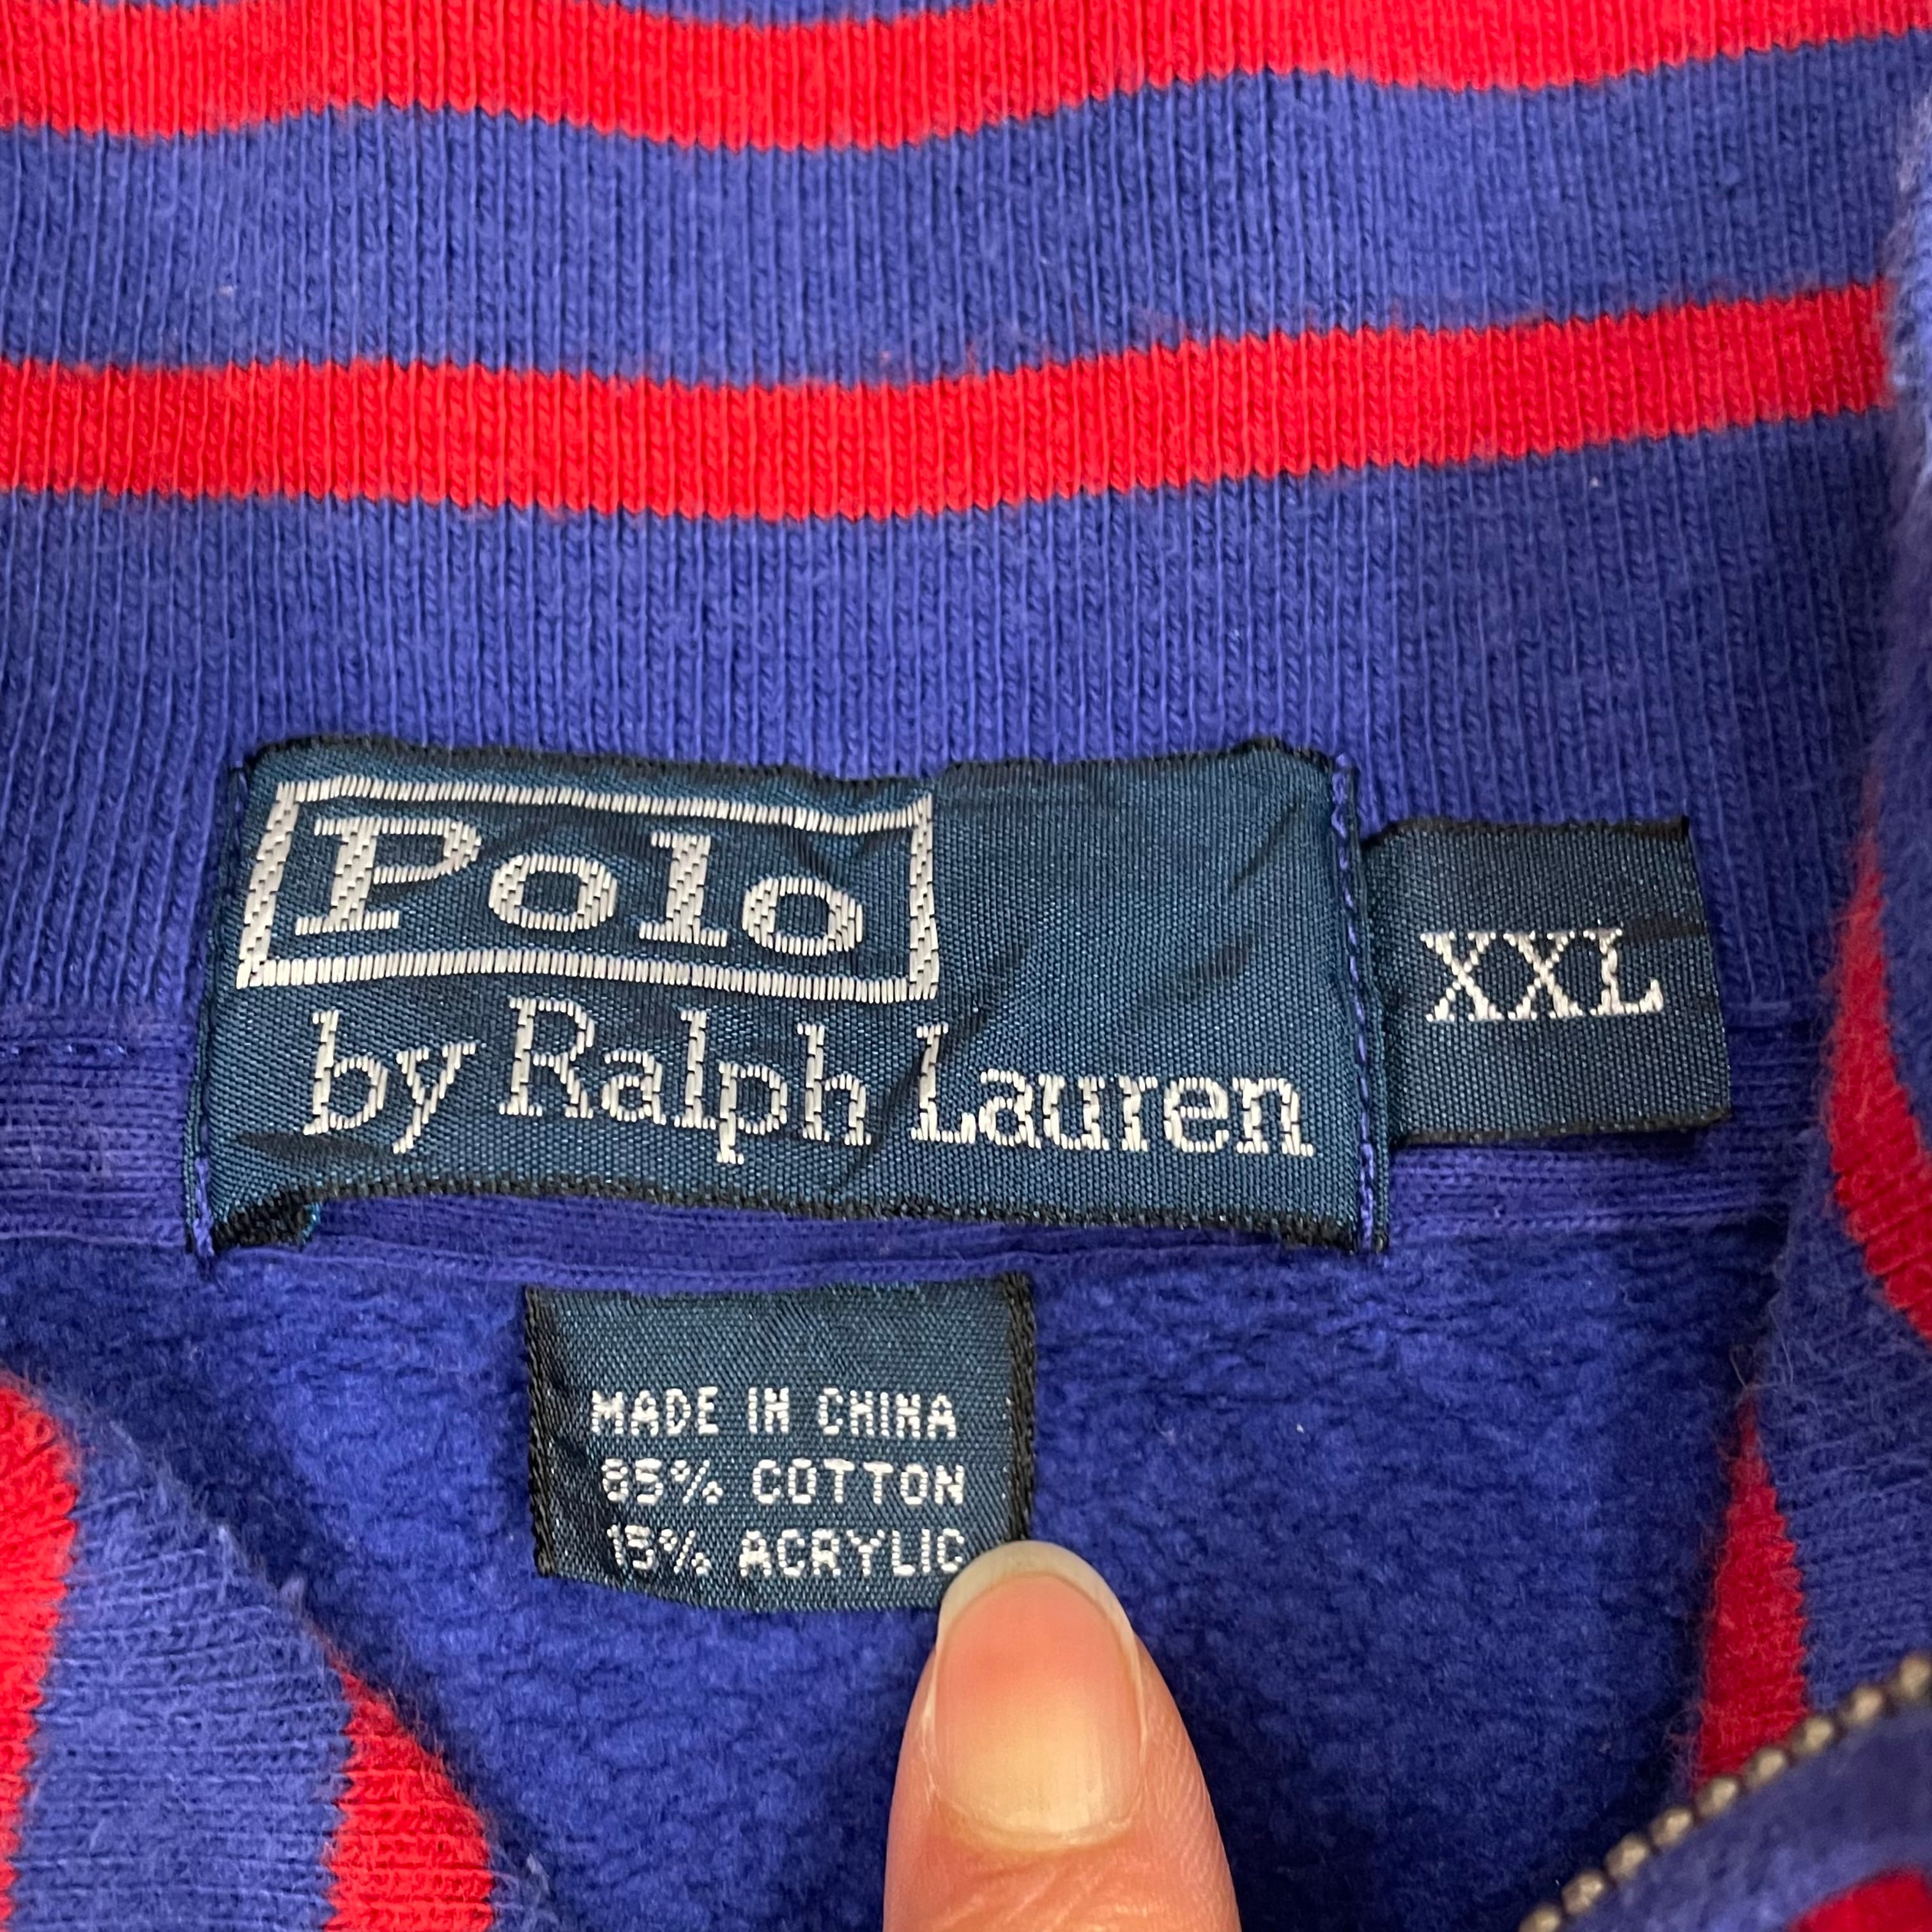 Polo
by Ralph Lauren
XXL
MADE IN CHINA
85% COTTON
15% ACRYLIC